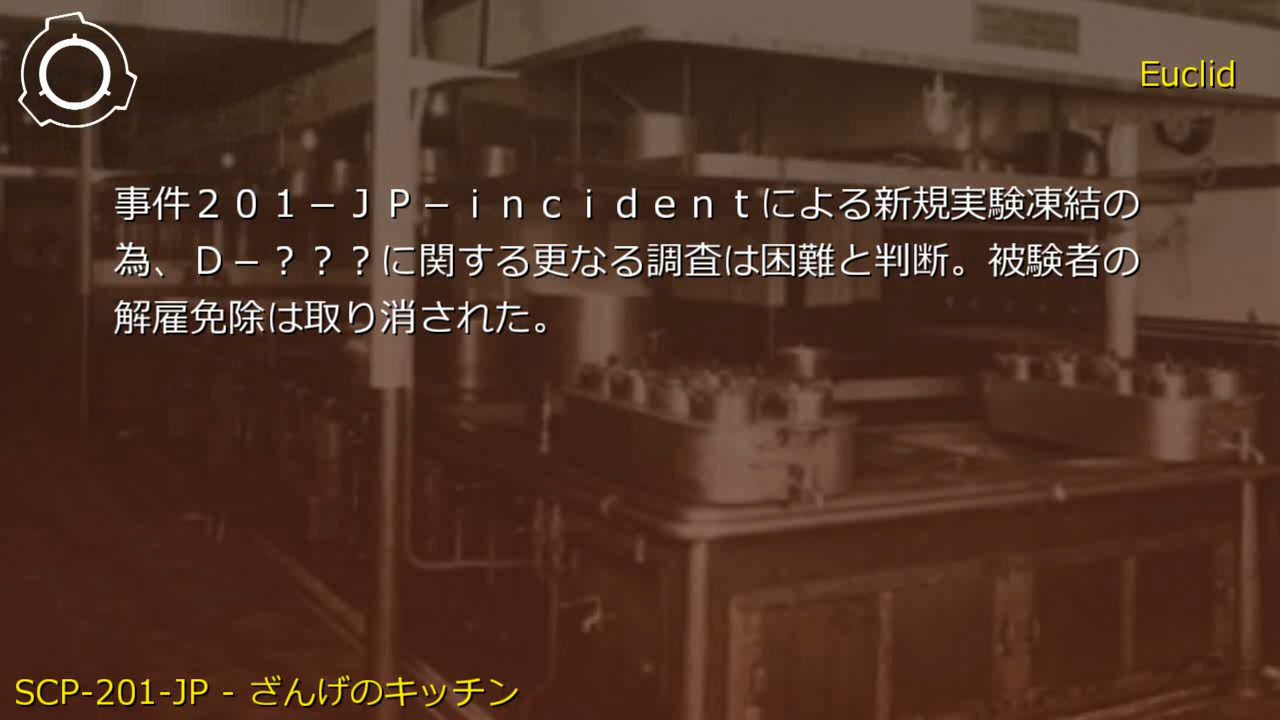 Euclid
事件２０１－ＪＰ－ｉｎｃｉｄｅｎｔによる新規実験凍結の
為、Ｄ－？？？に関する更なる調査は困難と判断。被験者の
解雇免除は取り消された。
SCP-201-JP - ざんげのキッチン